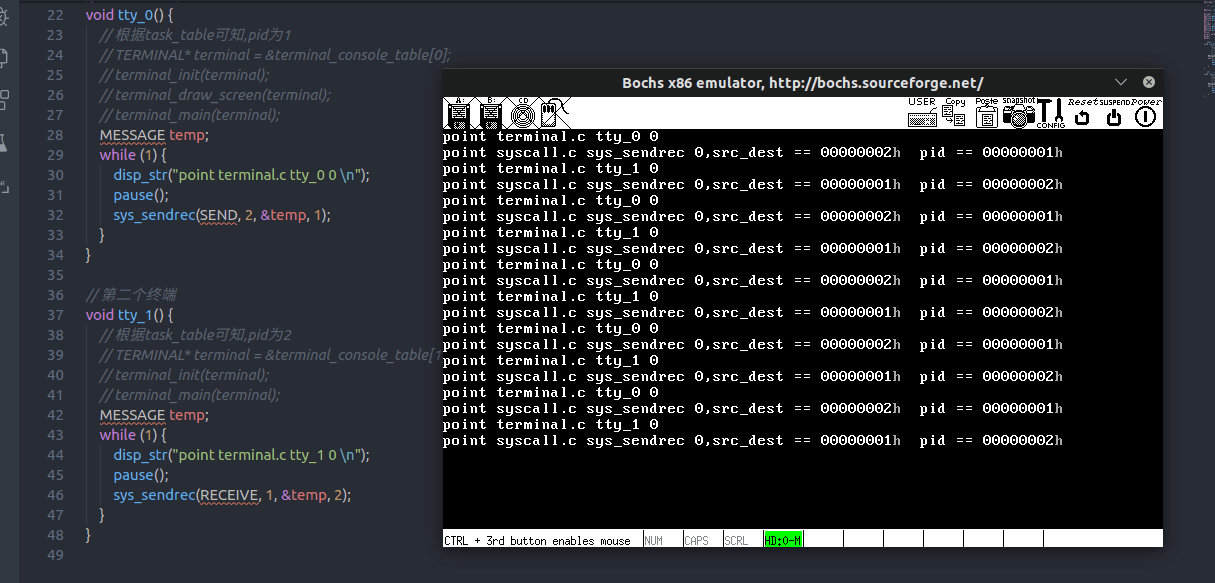 22 void tty_0() {
23 // 根据task_table可知,pid为1
24 // TERMINAL* terminal = &terminal_console_table[0];
25 // terminal_init(terminal);
26 // terminal_draw_screen(terminal);
27 // terminal_main(terminal);
28 MESSAGE temp;
29 while (1) {
30 disp_str("point terminal.c tty_0 0 \n");
31 pause();
32 sys_sendrec(SEND, 2, &temp, 1);
33 }
34 }
35
36 // 第二个终端
37 void tty_1() {
38 // 根据task_table可知,pid为2
39 // TERMINAL* terminal = &terminal_console_table[1
40 // terminal_init(terminal);
41 // terminal_main(terminal);
42 MESSAGE temp;
43 while (1) {
44 disp_str("point terminal.c tty_1 0 \n");
45 pause();
46 sys_sendrec(RECEIVE, 1, &temp, 2);
47 }
48 }
49
Bochs x86 emulator, http://bochs.sourceforge.net/
A: B: CD USER Copy Paste snapshot CONFIG Reset SUSPEND Power
point terminal.c tty_0 0
point syscall.c sys_sendrec 0,src_dest == 00000002h pid == 00000001h
point terminal.c tty_1 0
point syscall.c sys_sendrec 0,src_dest == 00000001h pid == 00000002h
point terminal.c tty_0 0
point syscall.c sys_sendrec 0,src_dest == 00000002h pid == 00000001h
point terminal.c tty_1 0
point syscall.c sys_sendrec 0,src_dest == 00000001h pid == 00000002h
point terminal.c tty_0 0
point syscall.c sys_sendrec 0,src_dest == 00000002h pid == 00000001h
point terminal.c tty_1 0
point syscall.c sys_sendrec 0,src_dest == 00000001h pid == 00000002h
point terminal.c tty_0 0
point syscall.c sys_sendrec 0,src_dest == 00000002h pid == 00000001h
point terminal.c tty_1 0
point syscall.c sys_sendrec 0,src_dest == 00000001h pid == 00000002h
point terminal.c tty_0 0
point syscall.c sys_sendrec 0,src_dest == 00000002h pid == 00000001h
point terminal.c tty_1 0
point syscall.c sys_sendrec 0,src_dest == 00000001h pid == 00000002h
CTRL + 3rd button enables mouse NUM CAPS SCRL HD:0-M